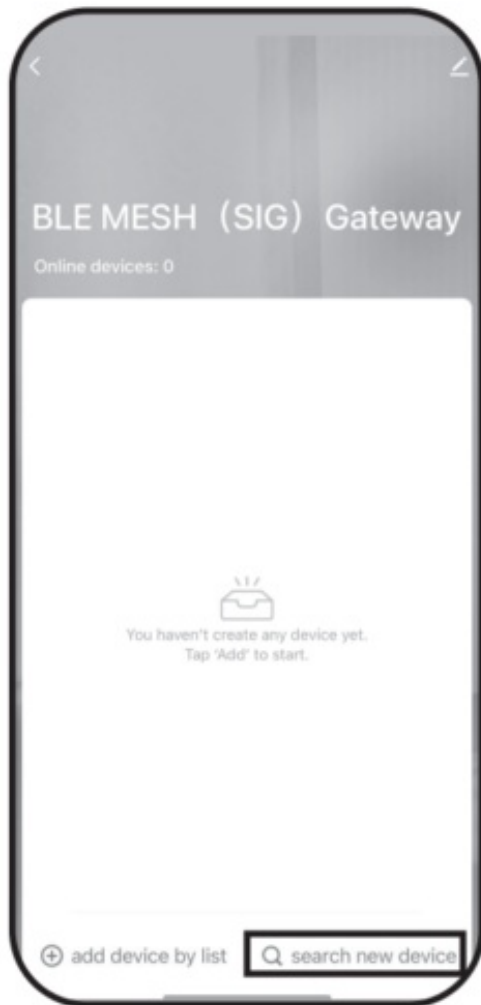 BLE MESH（SIG）Gateway
Online devices: 0
You haven't create any device yet.
Tap 'Add' to start.
add device by list
search new device